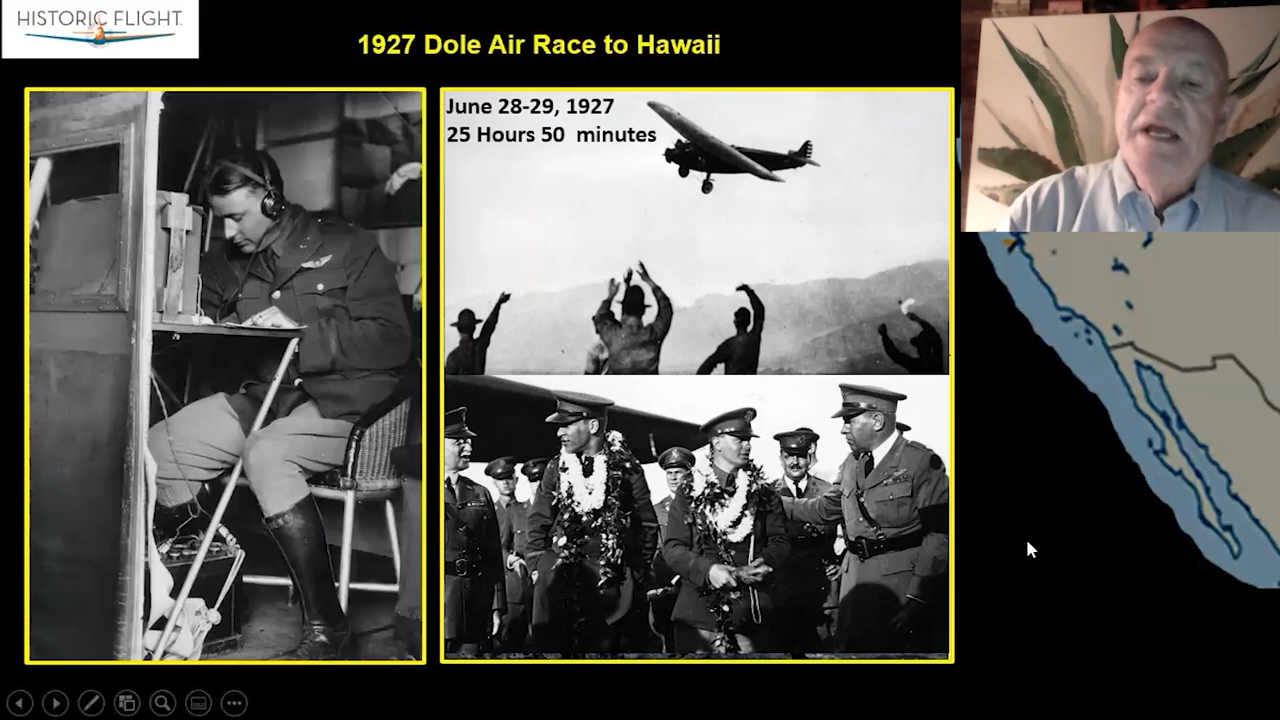 HISTORIC FLIGHT
1927 Dole Air Race to Hawaii
June 28-29, 1927
25 Hours 50 minutes